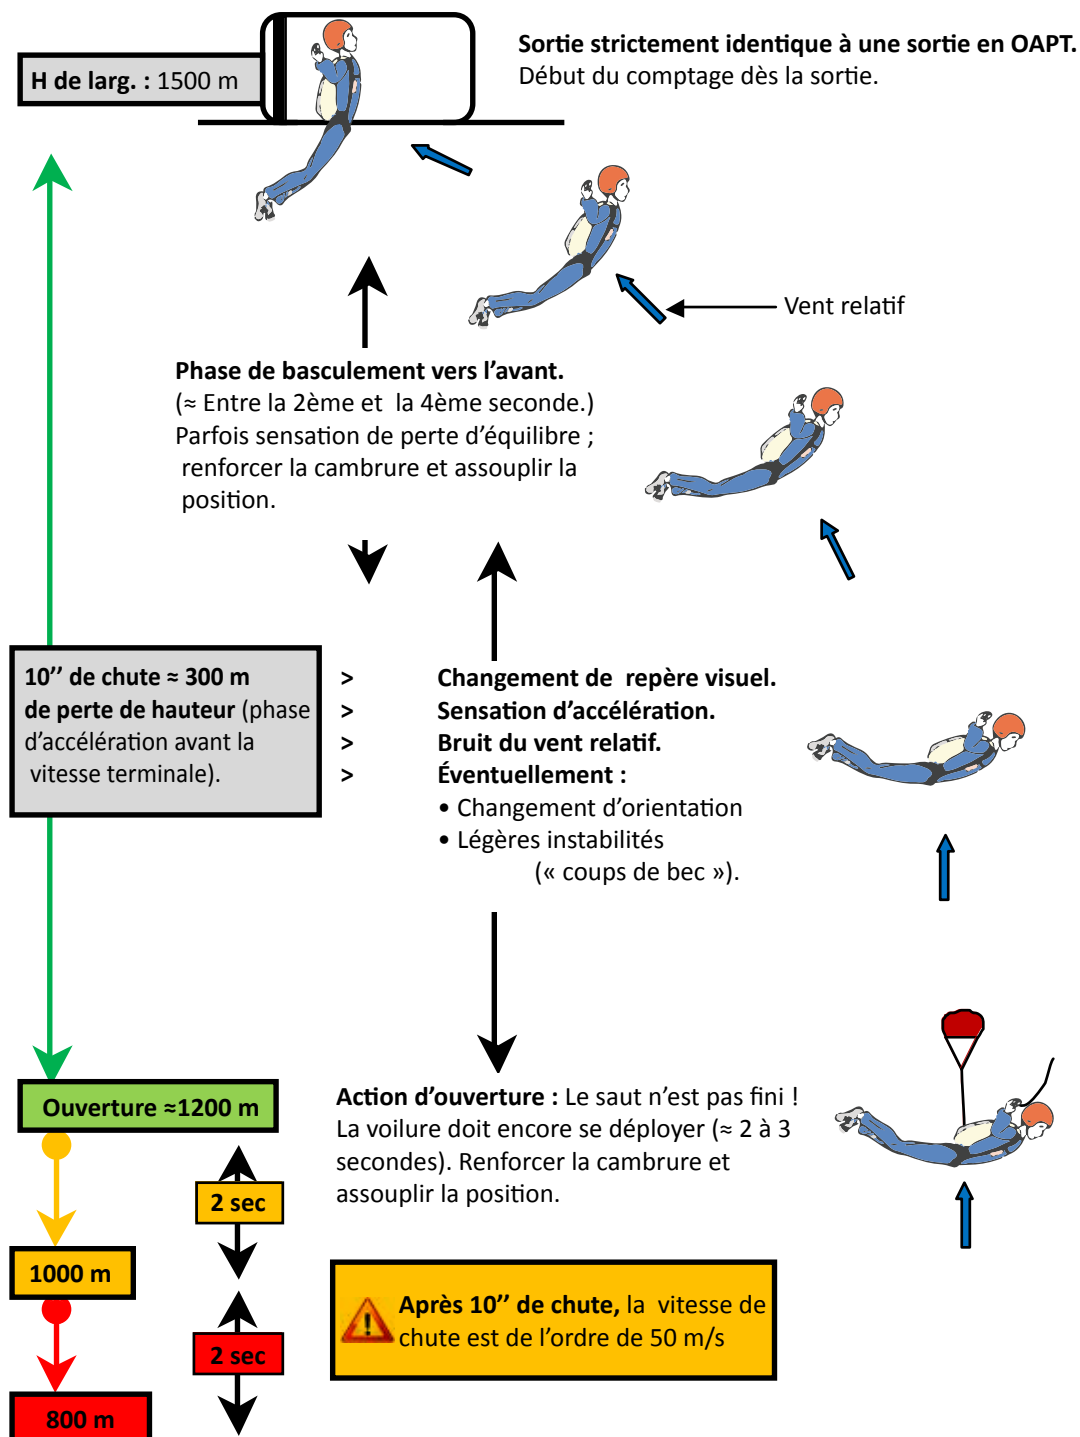 Sortie strictement identique à une sortie en OAPT.
Début du comptage dès la sortie.
H de larg. : 1500 m
Vent relatif
Phase de basculement vers l’avant.
(≈ Entre la 2ème et  la 4ème seconde.)
Parfois sensation de perte d’équilibre ;
renforcer la cambrure et assouplir la
position.
10’’ de chute ≈ 300 m
de perte de hauteur (phase
d’accélération avant la
vitesse terminale).
> Changement de  repère visuel.
> Sensation d’accélération.
> Bruit du vent relatif.
> Éventuellement :
• Changement d’orientation
• Légères instabilités
(« coups de bec »).
Ouverture ≈1200 m
Action d’ouverture : Le saut n’est pas fini !
La voilure doit encore se déployer (≈ 2 à 3
secondes). Renforcer la cambrure et
assouplir la position.
2 sec
1000 m
Après 10’’ de chute, la  vitesse de
chute est de l’ordre de 50 m/s
2 sec
800 m